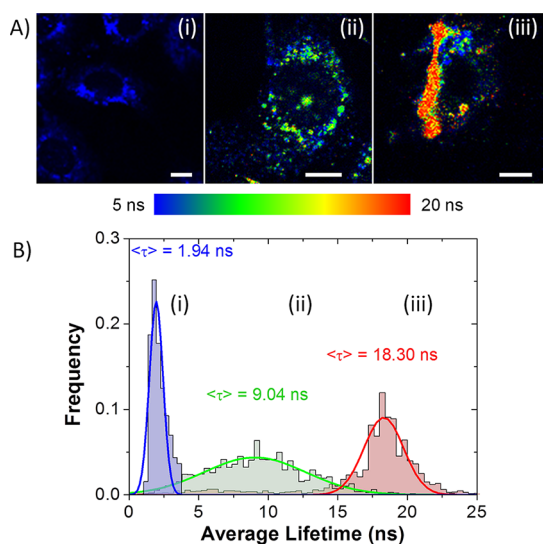 A)
(i)
(ii)
(iii)
5 ns
20 ns
B)
0.3
0.2
0.1
0.0
Frequency
<τ> = 1.94 ns
(i)
(ii)
(iii)
<τ> = 18.30 ns
<τ> = 9.04 ns
0 5 10 15 20 25
Average Lifetime (ns)